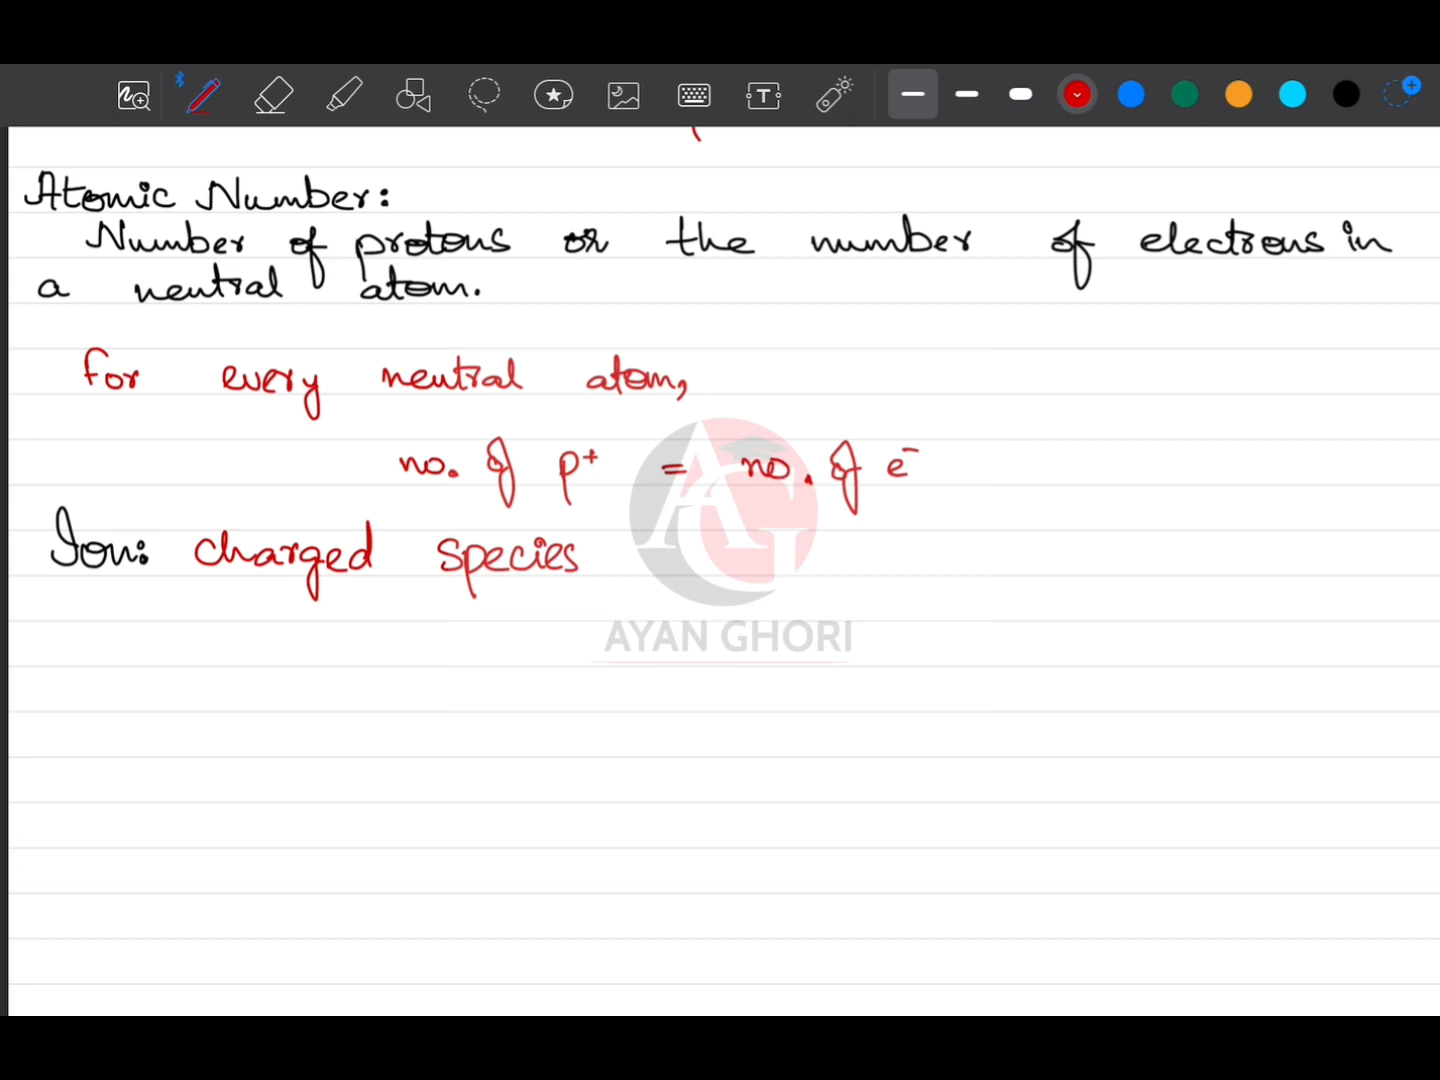 Atomic Number:
Number of protons or the number of electrons in
a neutral atom.
for every neutral atom,
no. of p+ = no. of e-
Ion: charged species
AG
AYAN GHORI